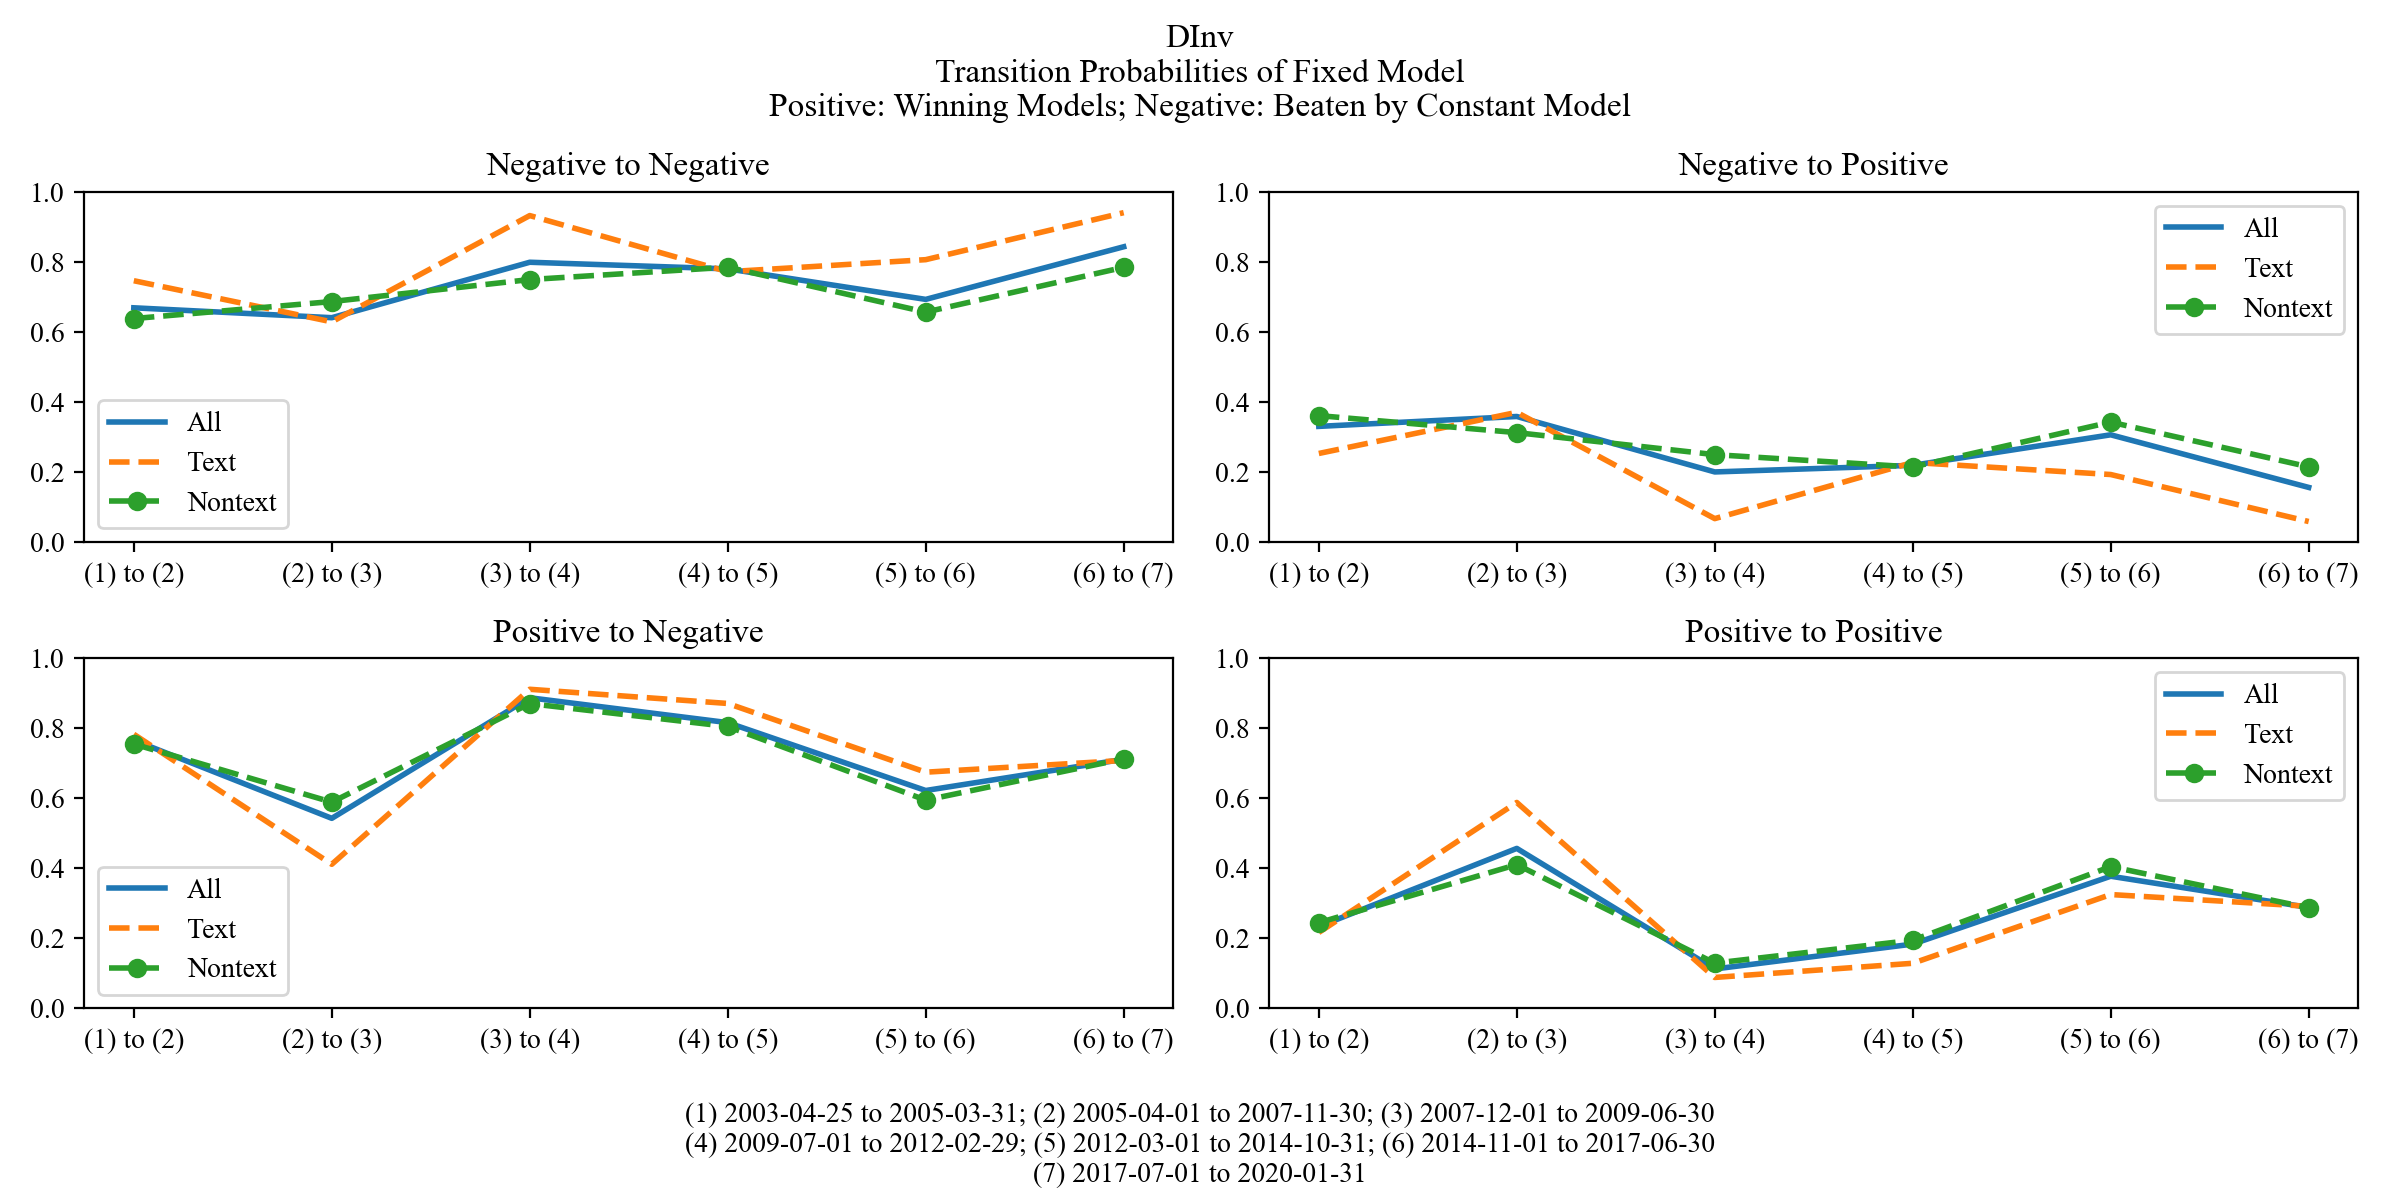 DInv
Transition Probabilities of Fixed Model
Positive: Winning Models; Negative: Beaten by Constant Model
Negative to Negative
1.0
0.8
0.6
0.4
0.2
0.0
All
Text
Nontext
(1) to (2) (2) to (3) (3) to (4) (4) to (5) (5) to (6) (6) to (7)
Negative to Positive
1.0
0.8
0.6
0.4
0.2
0.0
All
Text
Nontext
(1) to (2) (2) to (3) (3) to (4) (4) to (5) (5) to (6) (6) to (7)
Positive to Negative
1.0
0.8
0.6
0.4
0.2
0.0
All
Text
Nontext
(1) to (2) (2) to (3) (3) to (4) (4) to (5) (5) to (6) (6) to (7)
Positive to Positive
1.0
0.8
0.6
0.4
0.2
0.0
All
Text
Nontext
(1) to (2) (2) to (3) (3) to (4) (4) to (5) (5) to (6) (6) to (7)
(1) 2003-04-25 to 2005-03-31; (2) 2005-04-01 to 2007-11-30; (3) 2007-12-01 to 2009-06-30
(4) 2009-07-01 to 2012-02-29; (5) 2012-03-01 to 2014-10-31; (6) 2014-11-01 to 2017-06-30
(7) 2017-07-01 to 2020-01-31